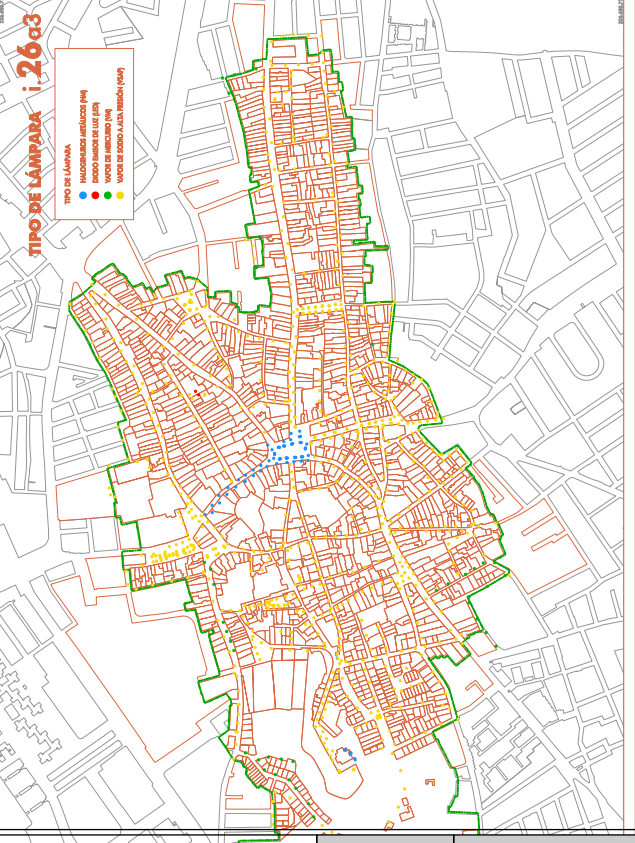 TIPO DE LÁMPARA i.26a3
TIPO DE LÁMPARA
HALOGENUROS METÁLICOS (HM)
DIODO EMISOR DE LUZ (LED)
VAPOR DE MERCURIO (VM)
VAPOR DE SODIO A ALTA PRESIÓN (VSAP)